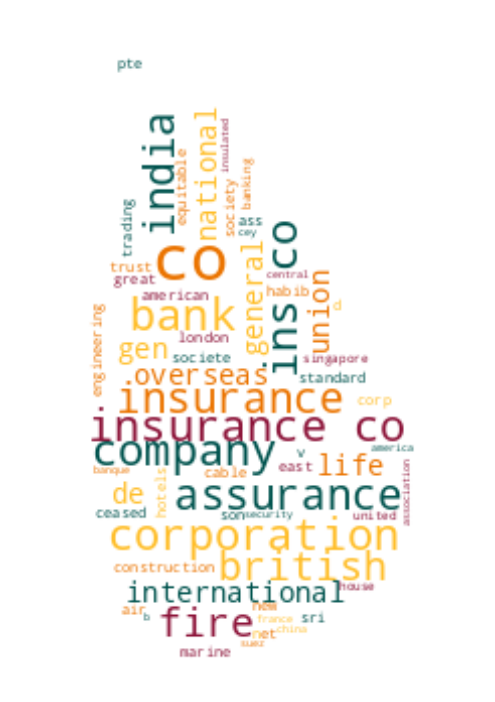 pte
india
national
insulated
equitable
society
banking
trading
ass
cey
co
co
trust
great
general
central
union
habib
american
d
bank
london
ins
gen
societe
singapore
engineering
overseas
standard
insurance
corp
insurance co
company
v
america
banque
cable
east
life
association
de
hotels
assurance
ceased
son
security
united
corporation
construction
british
international
house
air
b
new
fire
france
sri
net
china
suez
marine